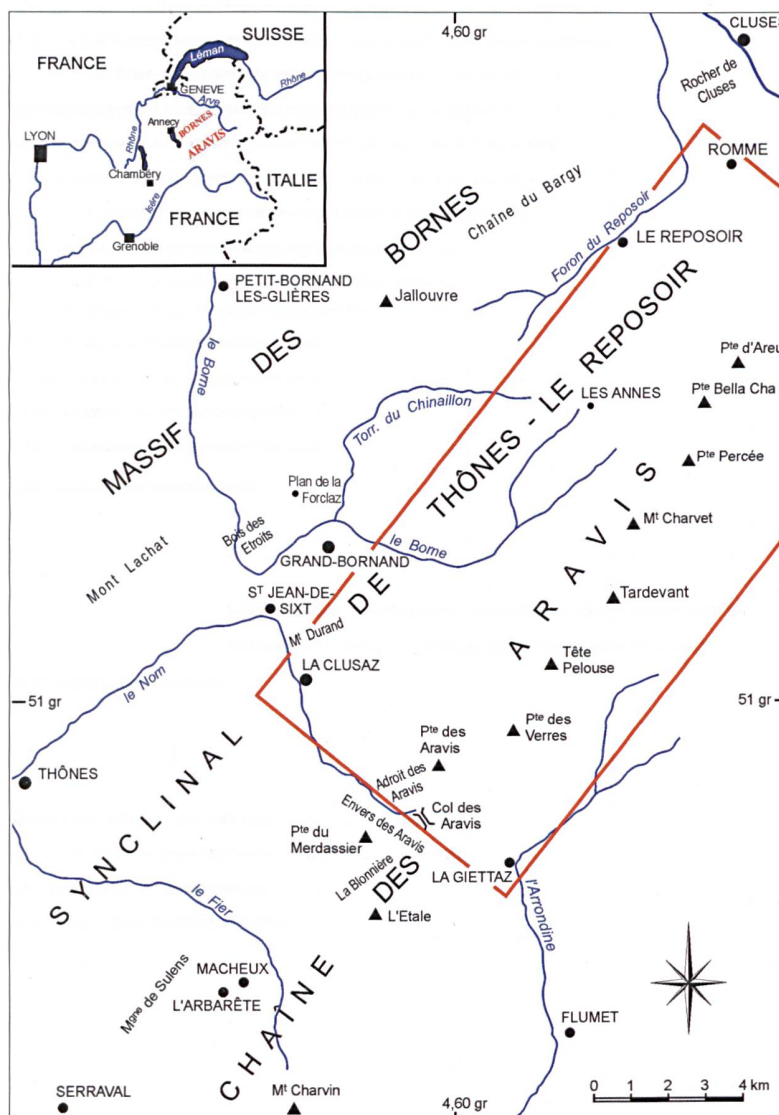 4,60 gr
CLUSES
SUISSE
FRANCE
Léman
Rhône
GENEVE
Arve
Annecy
BORNES
ARAVIS
LYON
Rhône
Chambéry
ITALIE
Isère
FRANCE
Grenoble
Rocher de
Cluses
ROMME
Chaîne du Bargy
Foron du Reposoir
LE REPOSOIR
PETIT-BORNAND
LES-GLIÈRES
Jallouvre
le Borne
MASSIF DES BORNES
Pte d'Areu
Pte Bella Cha
LES ANNES
Torr. du Chinaillon
Pte Percée
Plan de la
Forclaz
Mt Charvet
Bois des
Etroits
le Borne
GRAND-BORNAND
Mont Lachat
ST JEAN-DE-
SIXT
Tardevant
Mt Durand
Tête
Pelouse
LA CLUSAZ
le Nom
51 gr
51 gr
SYNCLINAL DE THÔNES - LE REPOSOIR
Pte des
Verres
Pte des
Aravis
THÔNES
Adroit des
Aravis
Col des
Aravis
Envers des Aravis
Pte du
Merdassier
La Blonnière
LA GIETTAZ
l'Arrondine
L'Etale
le Fier
CHAÎNE DES ARAVIS
MACHEUX
L'ARBARÊTE
Mgne de Sulens
FLUMET
SERRAVAL
Mt Charvin
4,60 gr
0 1 2 3 4 km